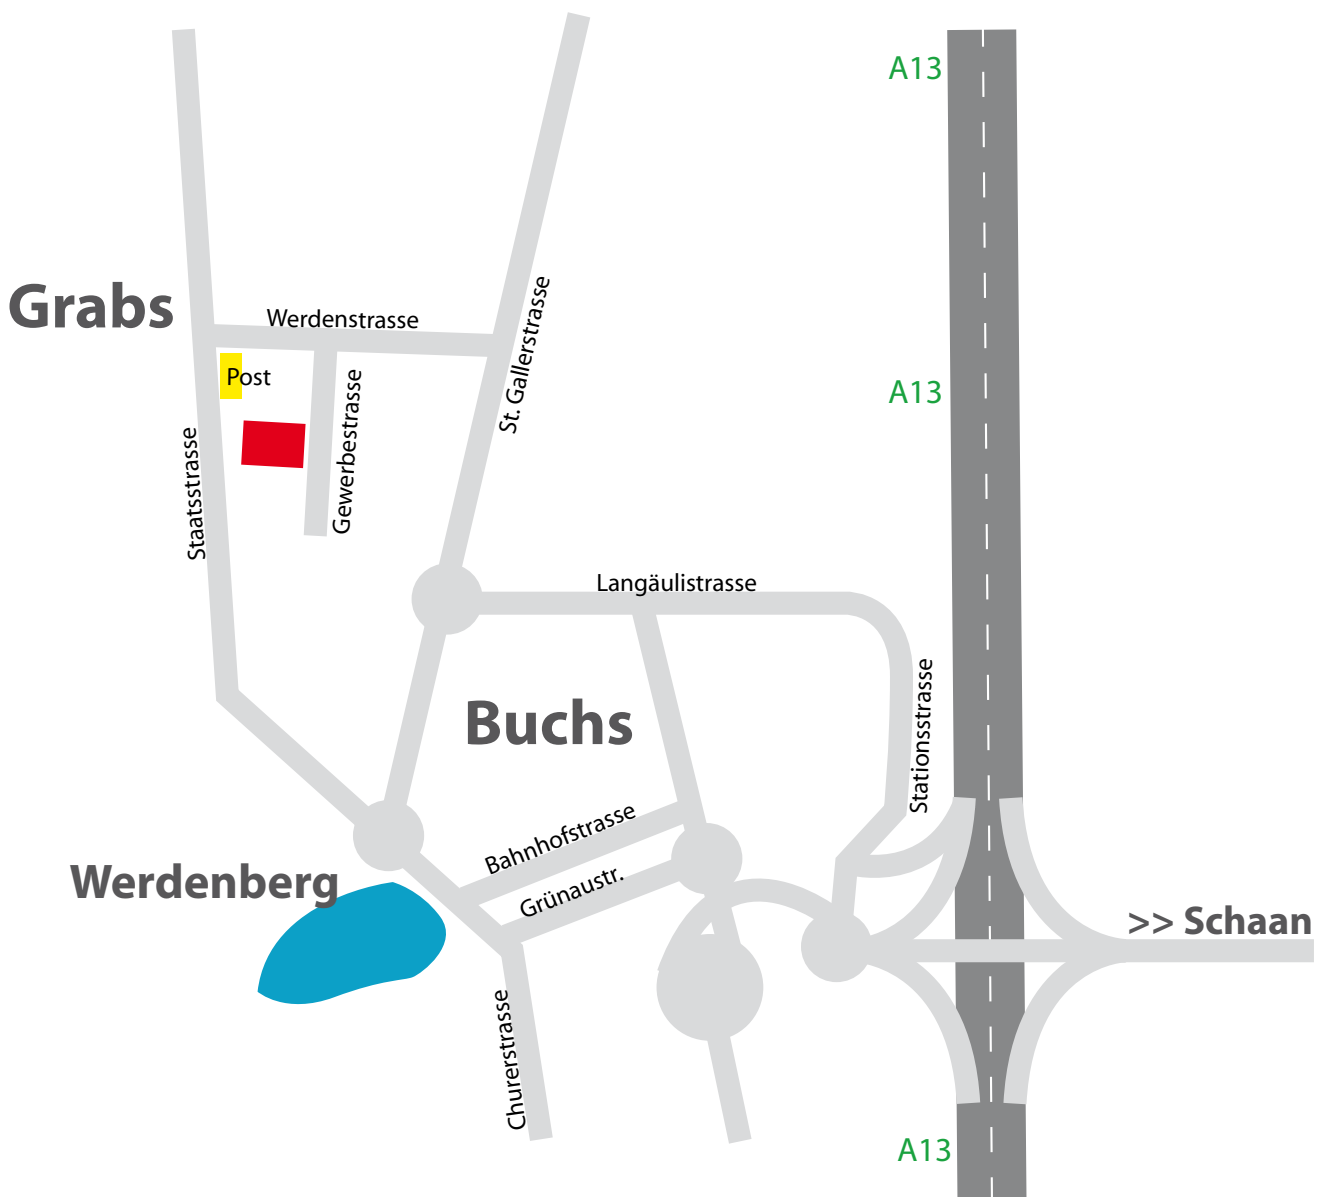 A13
Grabs
Werdenstrasse
St. Gallerstrasse
Post
A13
Gewerbestrasse
Staatsstrasse
Langäulistrasse
Buchs
Stationsstrasse
Bahnhofstrasse
Werdenberg
Grünaustr.
>> Schaan
Churerstrasse
A13